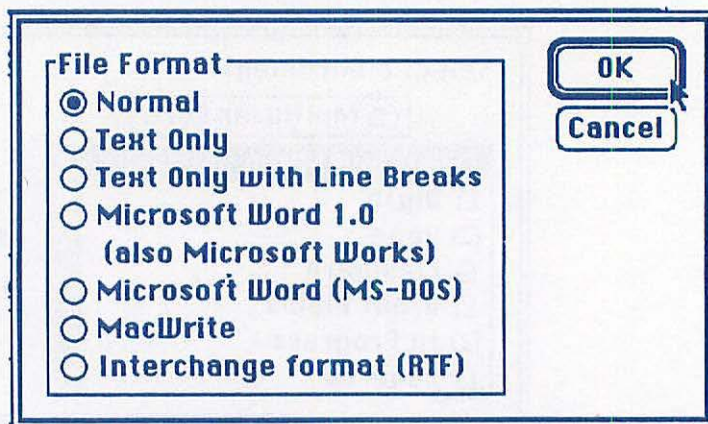 File Format
Normal
Text Only
Text Only with Line Breaks
Microsoft Word 1.0
(also Microsoft Works)
Microsoft Word (MS-DOS)
MacWrite
Interchange format (RTF)
OK
Cancel